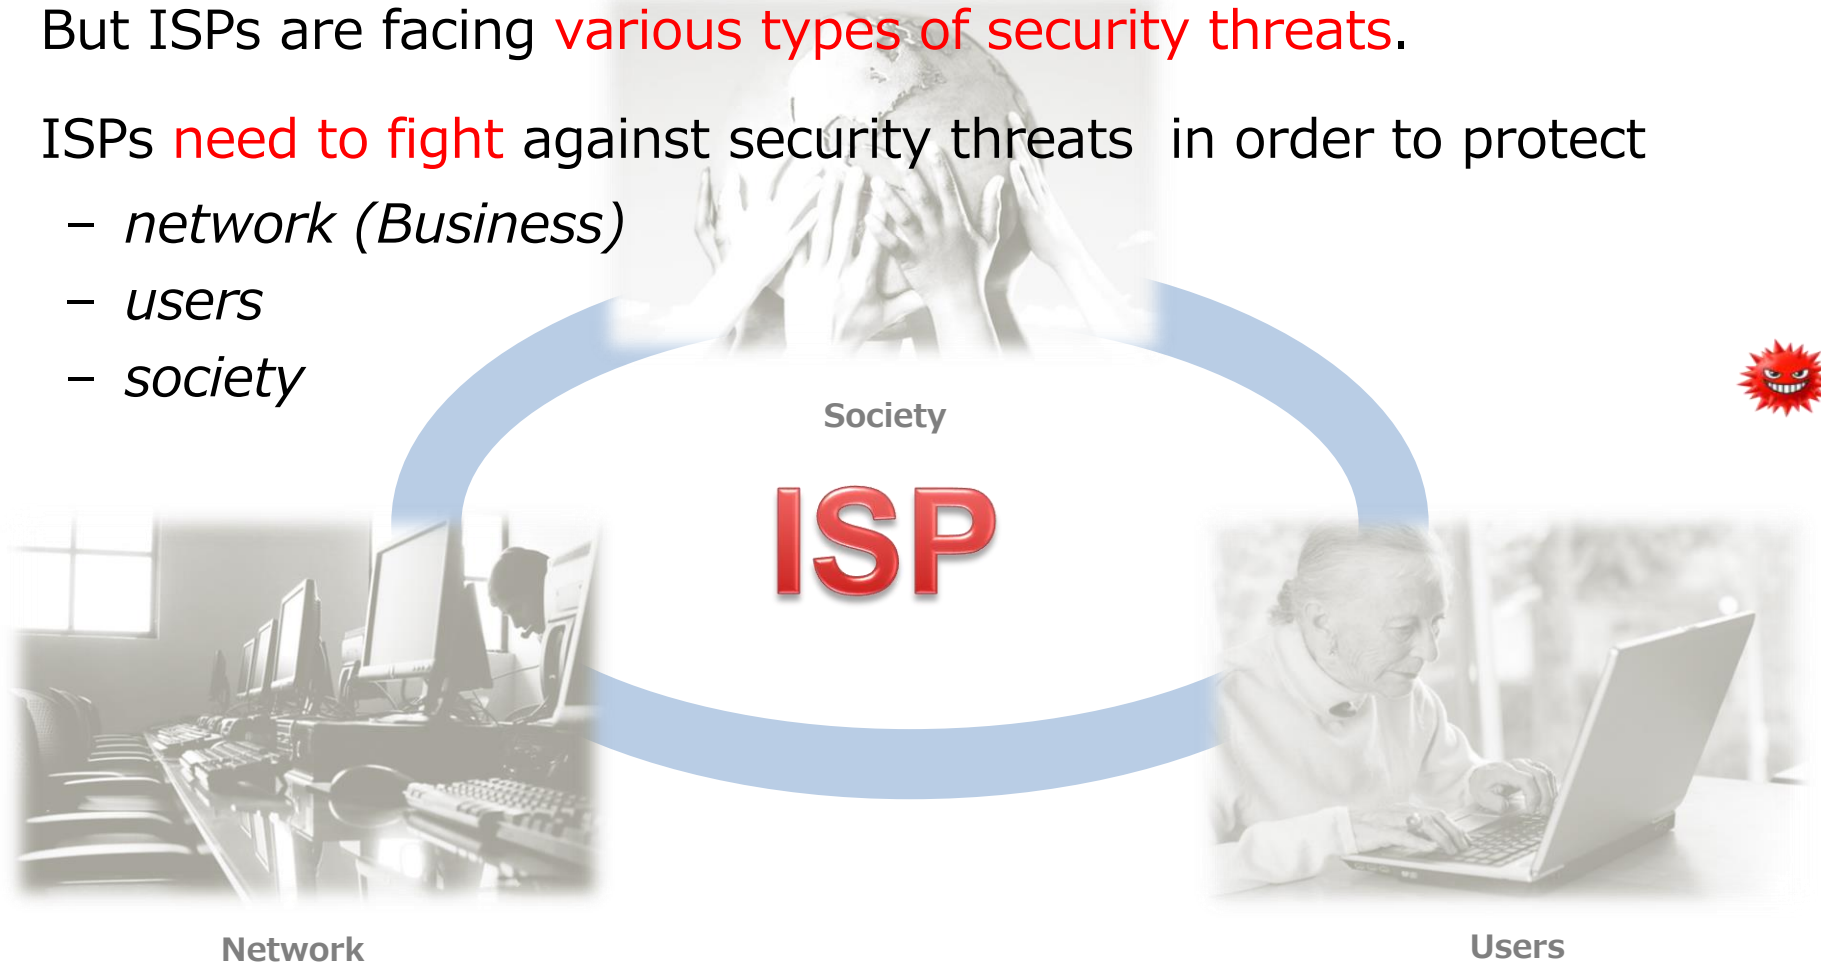 But ISPs are facing various types of security threats.
ISPs need to fight against security threats  in order to protect
– network (Business)
– users
– society
Society
ISP
Network
Users